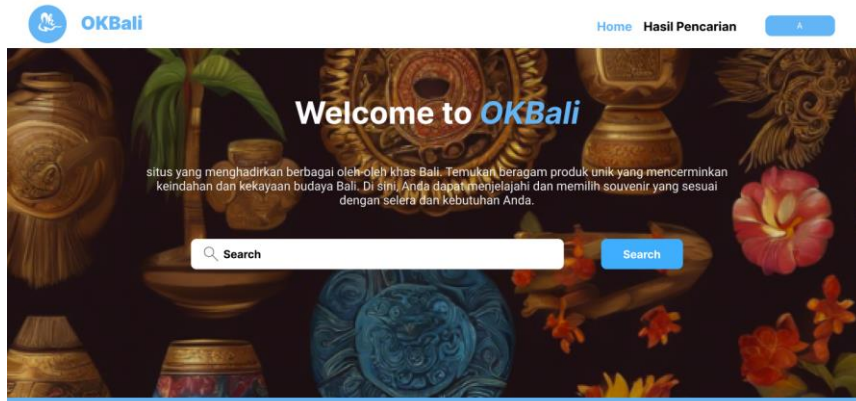 OKBali
Home Hasil Pencarian A
Welcome to OKBali
situs yang menghadirkan berbagai oleh-oleh khas Bali. Temukan beragam produk unik yang mencerminkan
keindahan dan kekayaan budaya Bali. Di sini, Anda dapat menjelajahi dan memilih souvenir yang sesuai
dengan selera dan kebutuhan Anda.
Search
Search